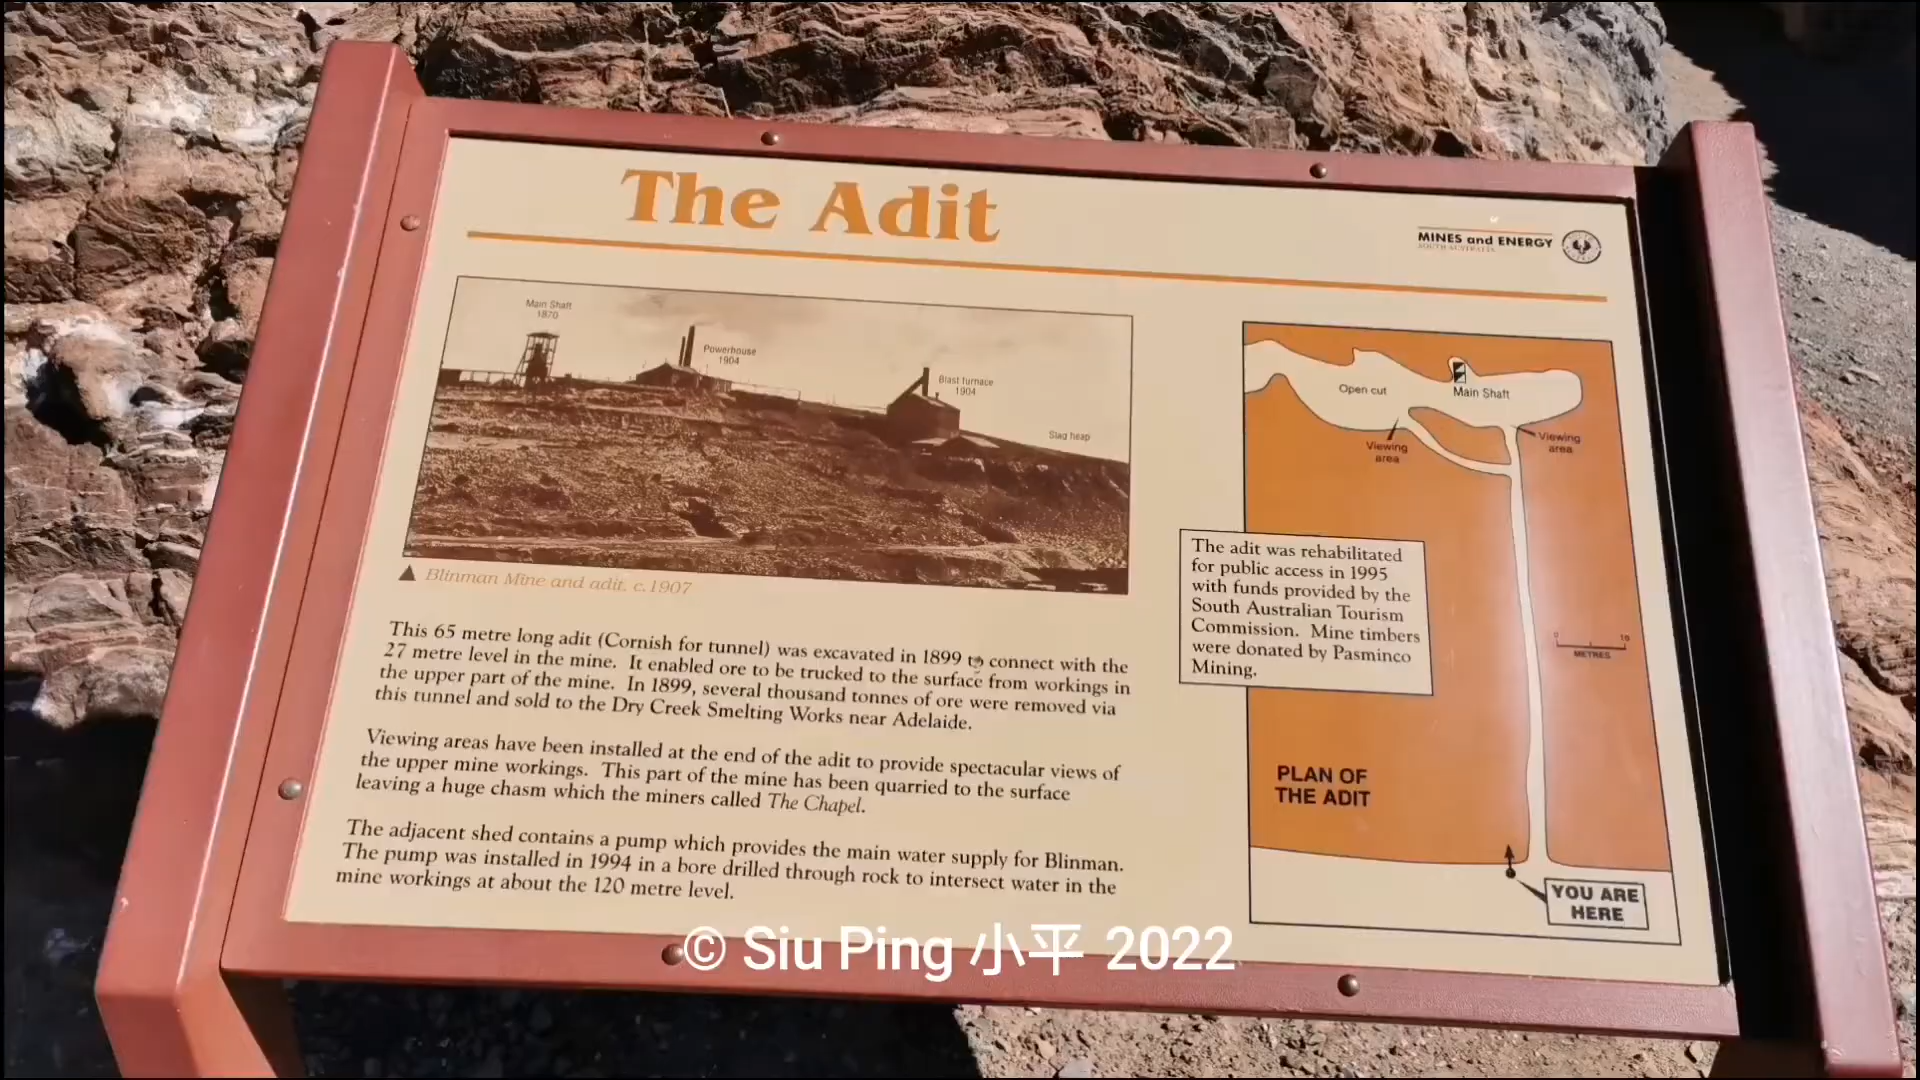 The Adit
MINES and ENERGY
SOUTH AUSTRALIA
Main Shaft
1870
Powerhouse
1904
Blast furnace
1904
Slag heap
Blinman Mine and adit. c.1907
This 65 metre long adit (Cornish for tunnel) was excavated in 1899 to connect with the
27 metre level in the mine. It enabled ore to be trucked to the surface from workings in
the upper part of the mine. In 1899, several thousand tonnes of ore were removed via
this tunnel and sold to the Dry Creek Smelting Works near Adelaide.
Viewing areas have been installed at the end of the adit to provide spectacular views of
the upper mine workings. This part of the mine has been quarried to the surface
leaving a huge chasm which the miners called The Chapel.
The adjacent shed contains a pump which provides the main water supply for Blinman.
The pump was installed in 1994 in a bore drilled through rock to intersect water in the
mine workings at about the 120 metre level.
Open cut
Main Shaft
Viewing
area
Viewing
area
The adit was rehabilitated
for public access in 1995
with funds provided by the
South Australian Tourism
Commission. Mine timbers
were donated by Pasminco
Mining.
0 10
METRES
PLAN OF
THE ADIT
YOU ARE
HERE
© Siu Ping 小平 2022